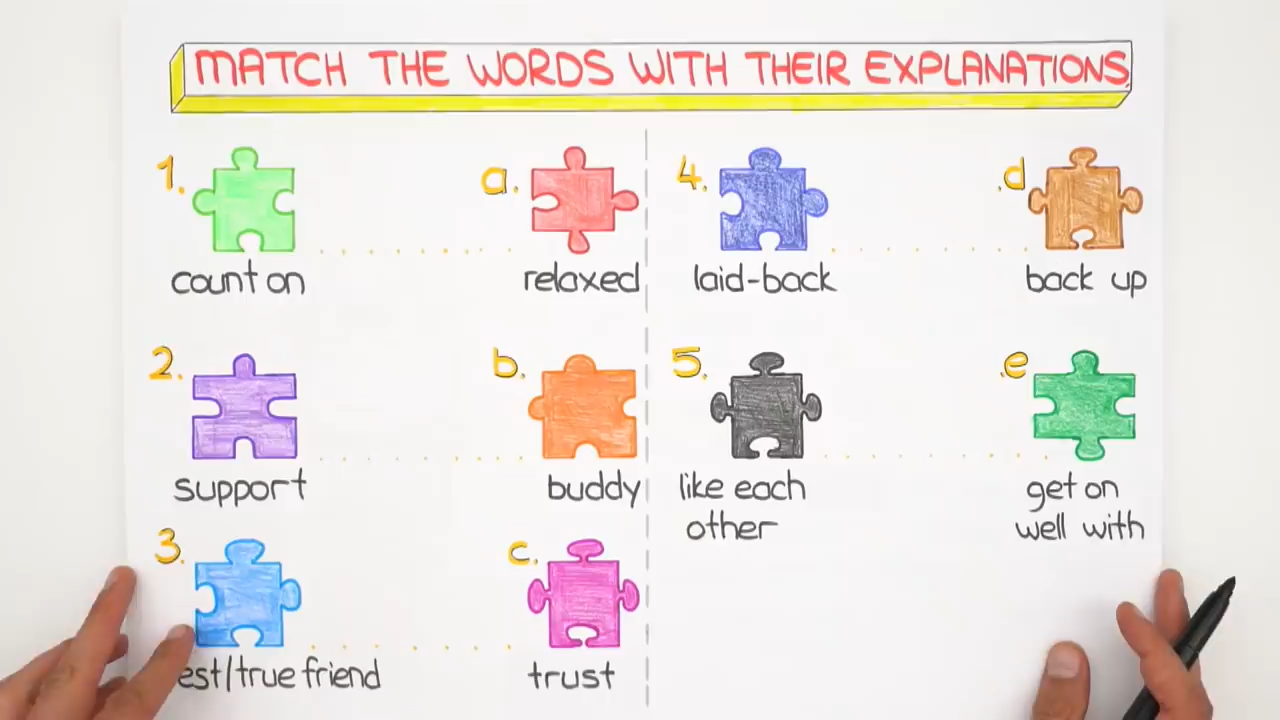 MATCH THE WORDS WITH THEIR EXPLANATIONS
1.
count on
a.
relaxed
2.
support
b.
buddy
3.
est/true friend
c.
trust
4.
laid-back
.d
back up
5.
like each
other
.e
get on
well with